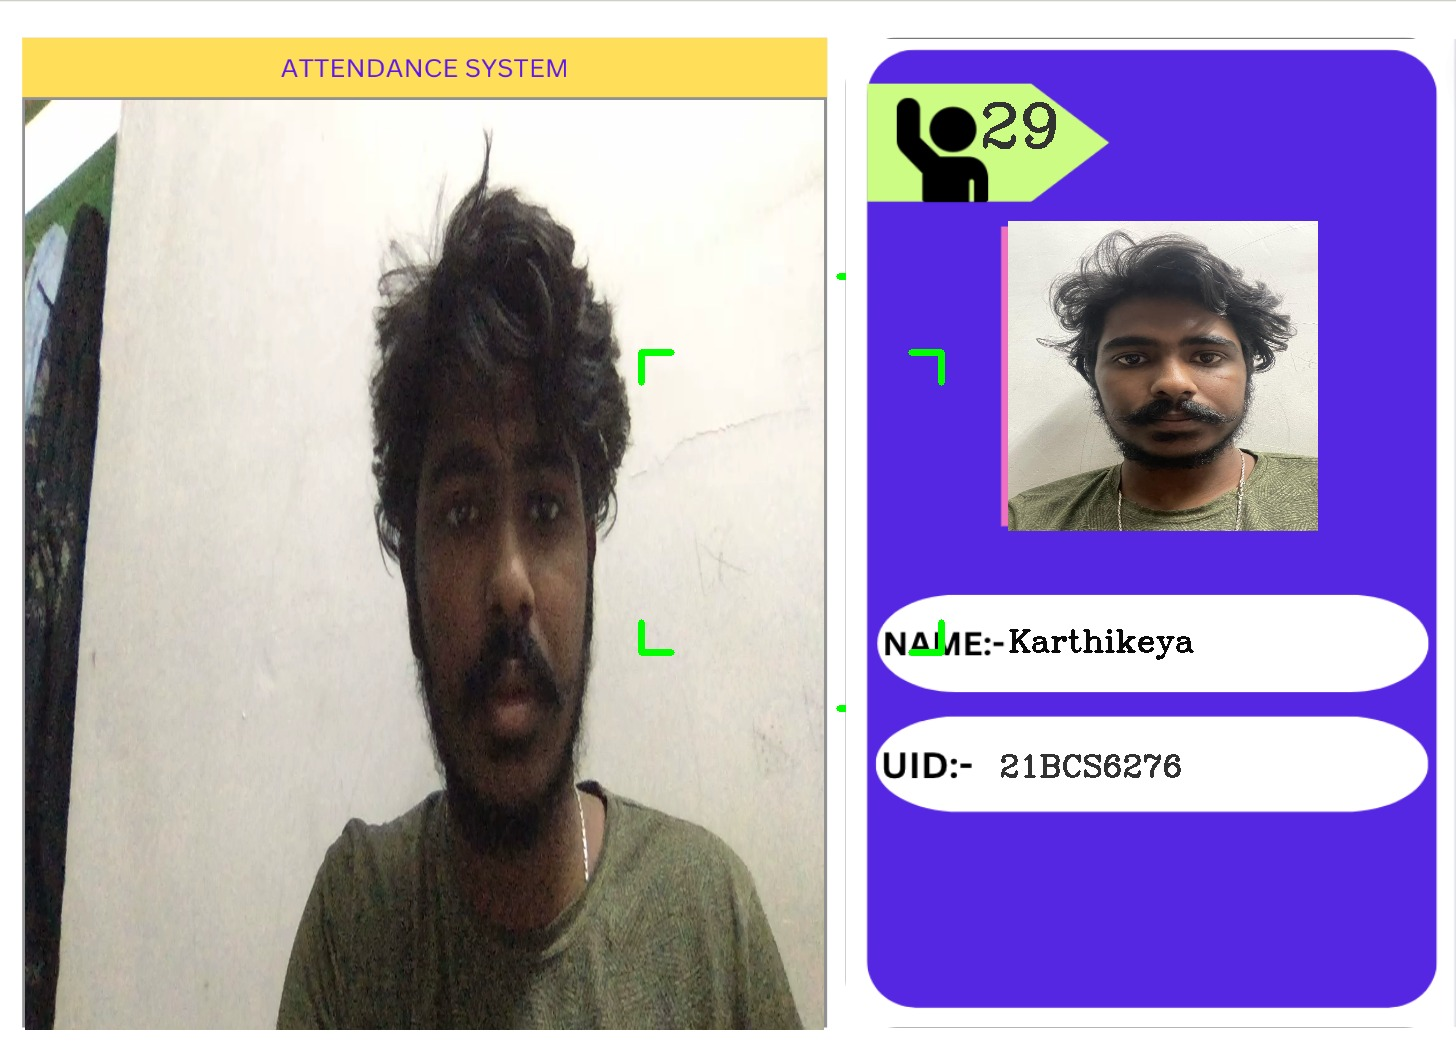 ATTENDANCE SYSTEM
29
NAME:-Karthikeya
UID:- 21BCS6276